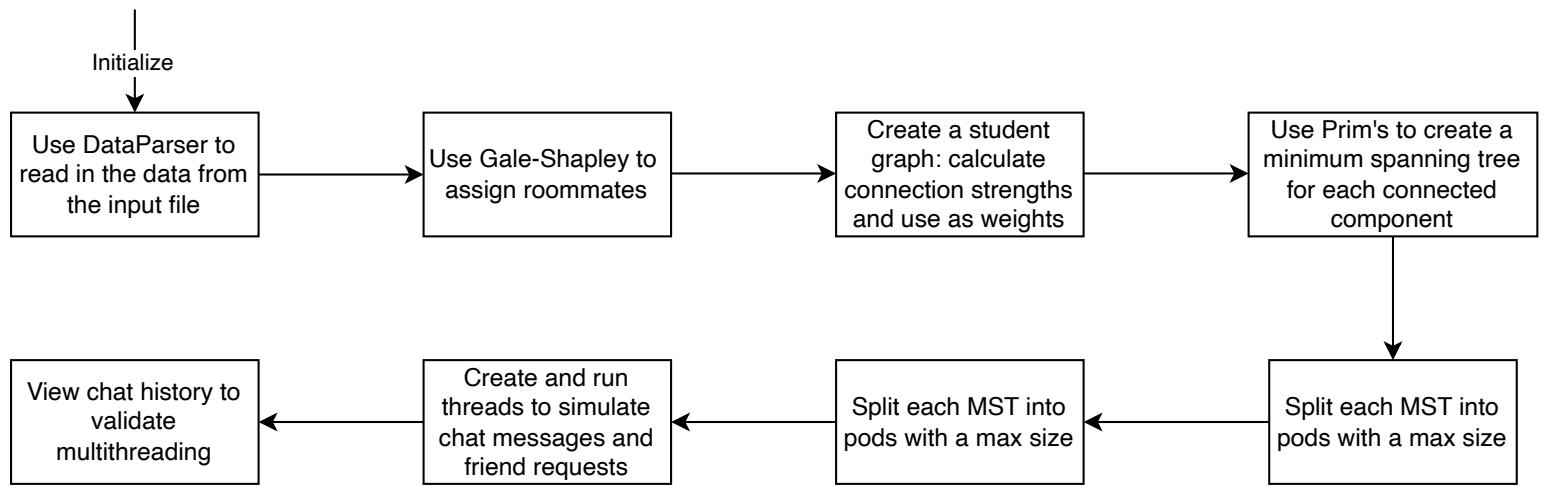 Initialize
Use DataParser to
read in the data from
the input file
Use Gale-Shapley to
assign roommates
Create a student
graph: calculate
connection strengths
and use as weights
Use Prim's to create a
minimum spanning tree
for each connected
component
Split each MST into
pods with a max size
Split each MST into
pods with a max size
Create and run
threads to simulate
chat messages and
friend requests
View chat history to
validate
multithreading